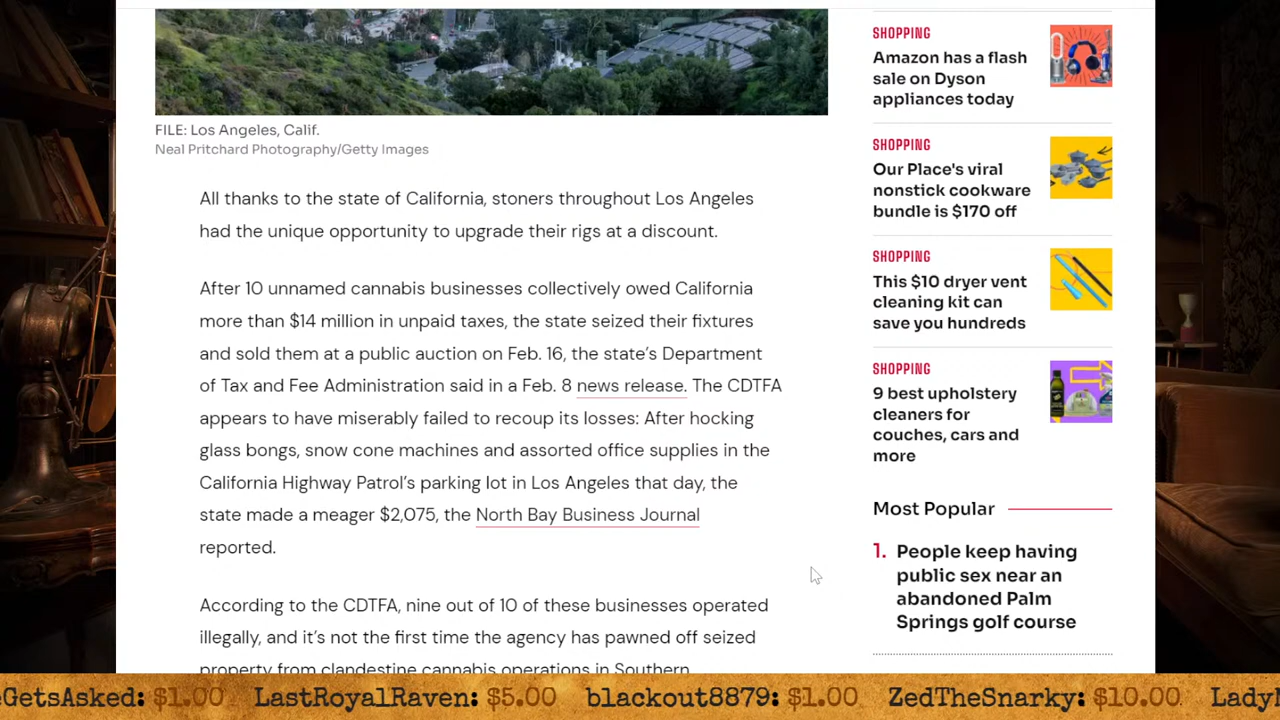 FILE: Los Angeles, Calif.
Neal Pritchard Photography/Getty Images
All thanks to the state of California, stoners throughout Los Angeles
had the unique opportunity to upgrade their rigs at a discount.
After 10 unnamed cannabis businesses collectively owed California
more than $14 million in unpaid taxes, the state seized their fixtures
and sold them at a public auction on Feb. 16, the state's Department
of Tax and Fee Administration said in a Feb. 8 news release. The CDTFA
appears to have miserably failed to recoup its losses: After hocking
glass bongs, snow cone machines and assorted office supplies in the
California Highway Patrol's parking lot in Los Angeles that day, the
state made a meager $2,075, the North Bay Business Journal
reported.
According to the CDTFA, nine out of 10 of these businesses operated
illegally, and it's not the first time the agency has pawned off seized
property from clandestine cannabis operations in Southern
SHOPPING
Amazon has a flash
sale on Dyson
appliances today
SHOPPING
Our Place's viral
nonstick cookware
bundle is $170 off
SHOPPING
This $10 dryer vent
cleaning kit can
save you hundreds
SHOPPING
9 best upholstery
cleaners for
couches, cars and
more
Most Popular
1. People keep having
public sex near an
abandoned Palm
Springs golf course
GetsAsked: $1.00 LastRoyalRaven: $5.00 blackout8879: $1.00 ZedTheSnarky: $10.00